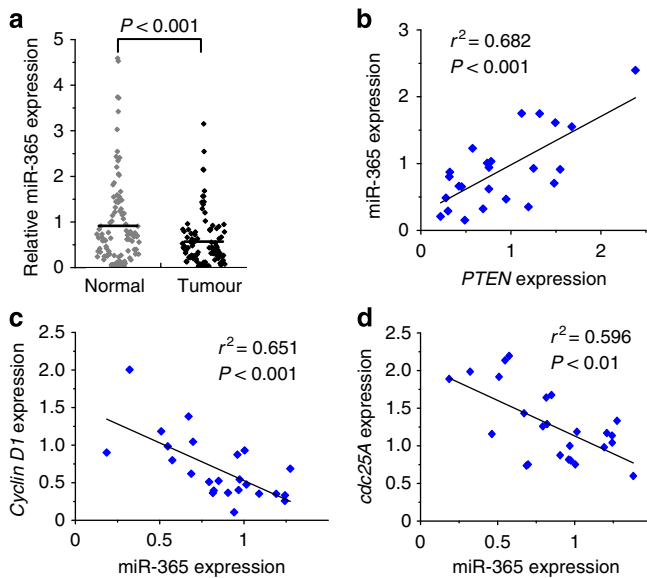 a
P < 0.001
Relative miR-365 expression
5
4
3
2
1
0
Normal
Tumour
b
r² = 0.682
P < 0.001
miR-365 expression
3
2
1
0
0
1
2
PTEN expression
c
r² = 0.651
P < 0.001
Cyclin D1 expression
2.5
2.0
1.5
1.0
0.5
0
0
0.5
1
miR-365 expression
d
r² = 0.596
P < 0.01
cdc25A expression
2.5
2.0
1.5
1.0
0.5
0
0
0.5
1.0
miR-365 expression